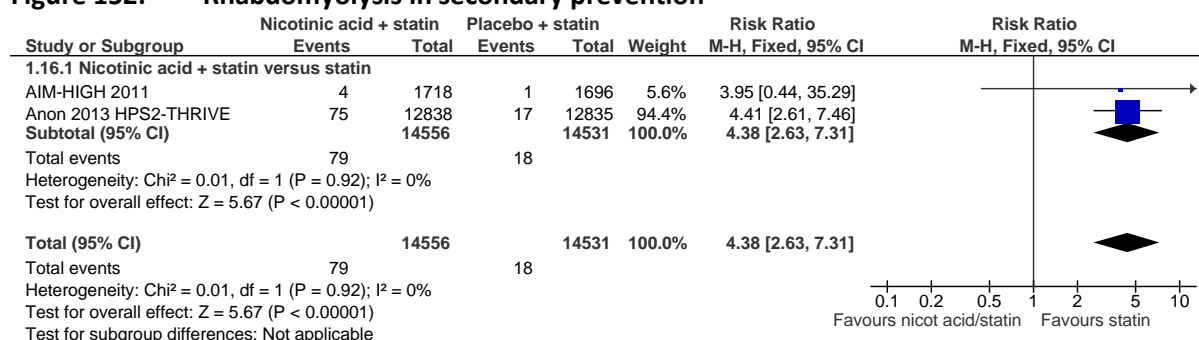 Figure 132: Rhabdomyolysis in secondary prevention
Nicotinic acid + statin Placebo + statin Risk Ratio Risk Ratio
Study or Subgroup Events Total Events Total Weight M-H, Fixed, 95% CI M-H, Fixed, 95% CI
1.16.1 Nicotinic acid + statin versus statin
AIM-HIGH 2011 4 1718 1 1696 5.6% 3.95 [0.44, 35.29]
Anon 2013 HPS2-THRIVE 75 12838 17 12835 94.4% 4.41 [2.61, 7.46]
Subtotal (95% CI) 14556 14531 100.0% 4.38 [2.63, 7.31]
Total events 79 18
Heterogeneity: Chi² = 0.01, df = 1 (P = 0.92); I² = 0%
Test for overall effect: Z = 5.67 (P < 0.00001)
Total (95% CI) 14556 14531 100.0% 4.38 [2.63, 7.31]
Total events 79 18
Heterogeneity: Chi² = 0.01, df = 1 (P = 0.92); I² = 0%
Test for overall effect: Z = 5.67 (P < 0.00001)
Test for subgroup differences: Not applicable
0.1 0.2 0.5 1 2 5 10
Favours nicot acid/statin Favours statin